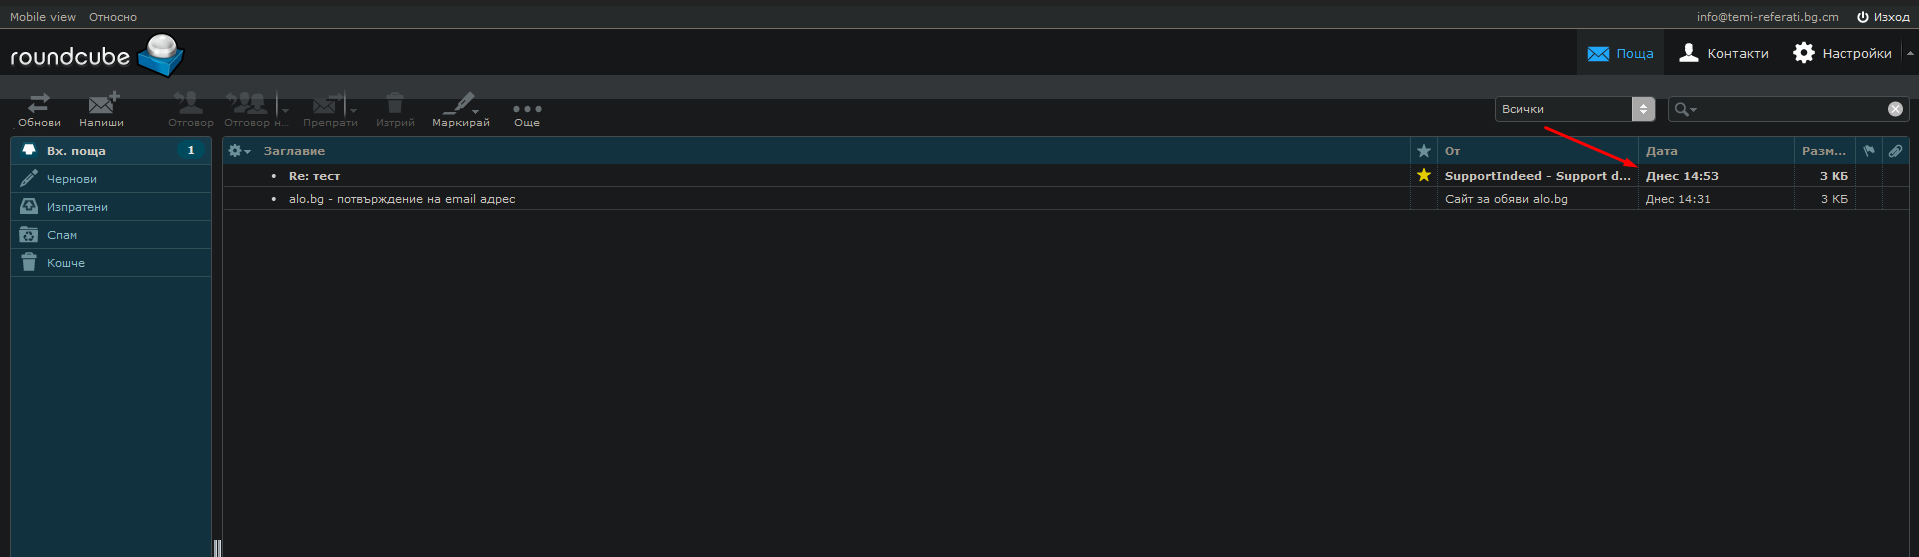 Mobile view Относно info@temi-referati.bg.cm Изход
roundcube Поща Контакти Настройки
Обнови Напиши Отговор Отговор н... Препрати Изтрий Маркирай Още Всички
Вх. поща 1 Заглавие От Дата Разм...
Чернови Re: тест SupportIndeed - Support d... Днес 14:53 3 КБ
Изпратени alo.bg - потвърждение на email адрес Сайт за обяви alo.bg Днес 14:31 3 КБ
Спам
Кошче